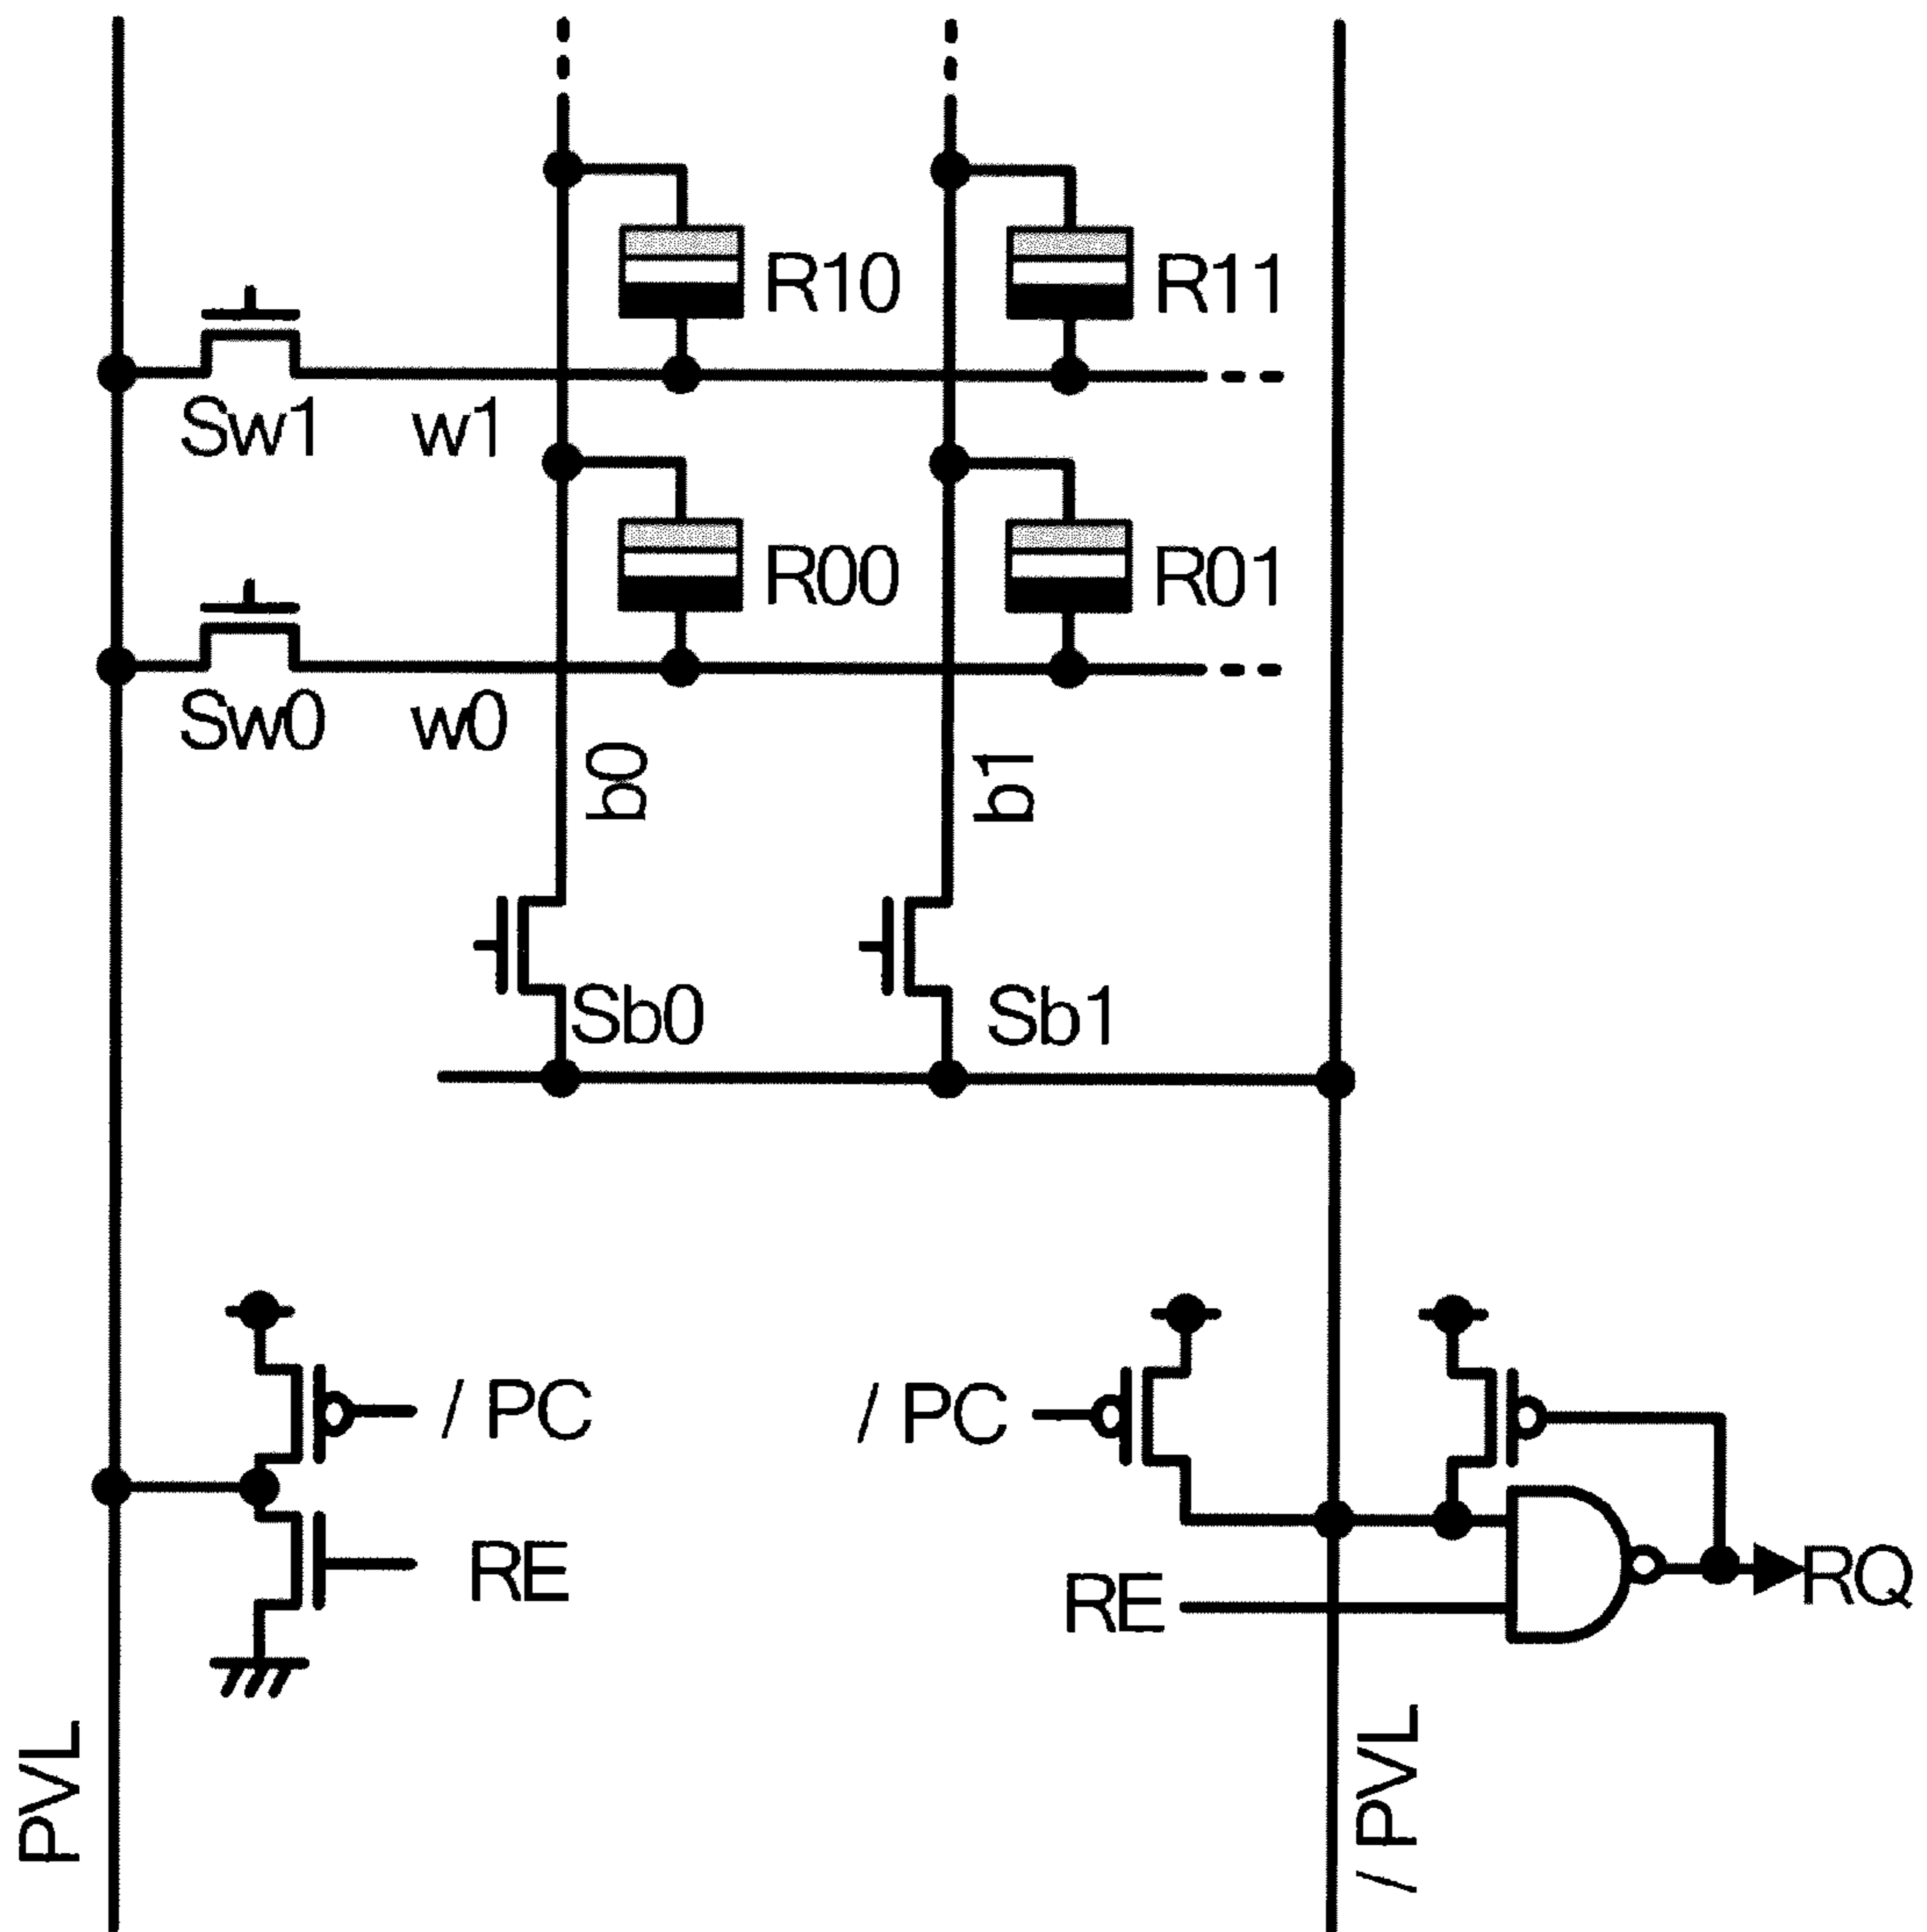 R10
R11
Sw1
w1
R00
R01
Sw0
w0
b0
b1
Sb0
Sb1
/ PC
/ PC
RE
RE
RQ
PVL
/ PVL